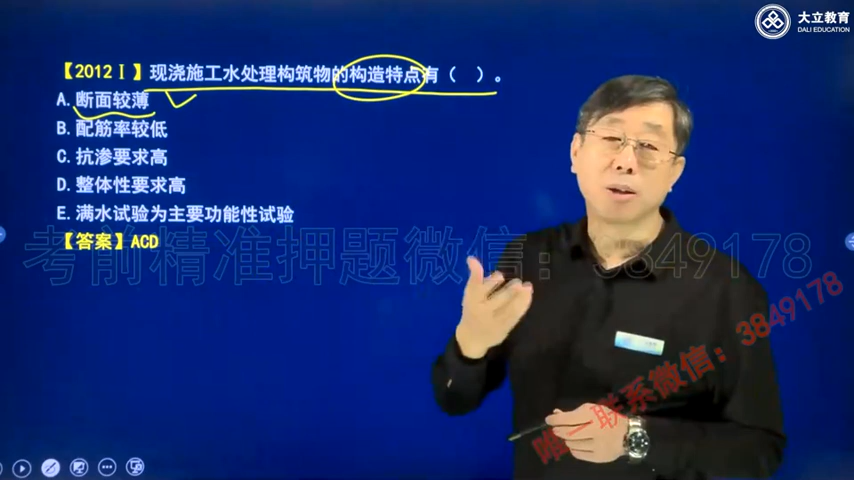 大立教育
DALI EDUCATION
【2012Ⅰ】现浇施工水处理构筑物的构造特点有（ ）。
A.断面较薄
B.配筋率较低
C.抗渗要求高
D.整体性要求高
E.满水试验为主要功能性试验
【答案】ACD
考前精准押题微信：3849178
唯一联系微信：3849178